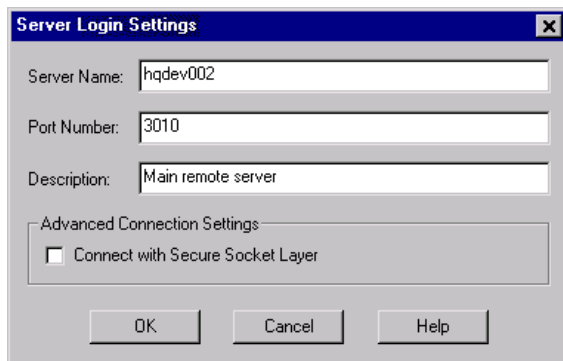 Server Login Settings
Server Name: hqdev002
Port Number: 3010
Description: Main remote server
Advanced Connection Settings
Connect with Secure Socket Layer
OK Cancel Help